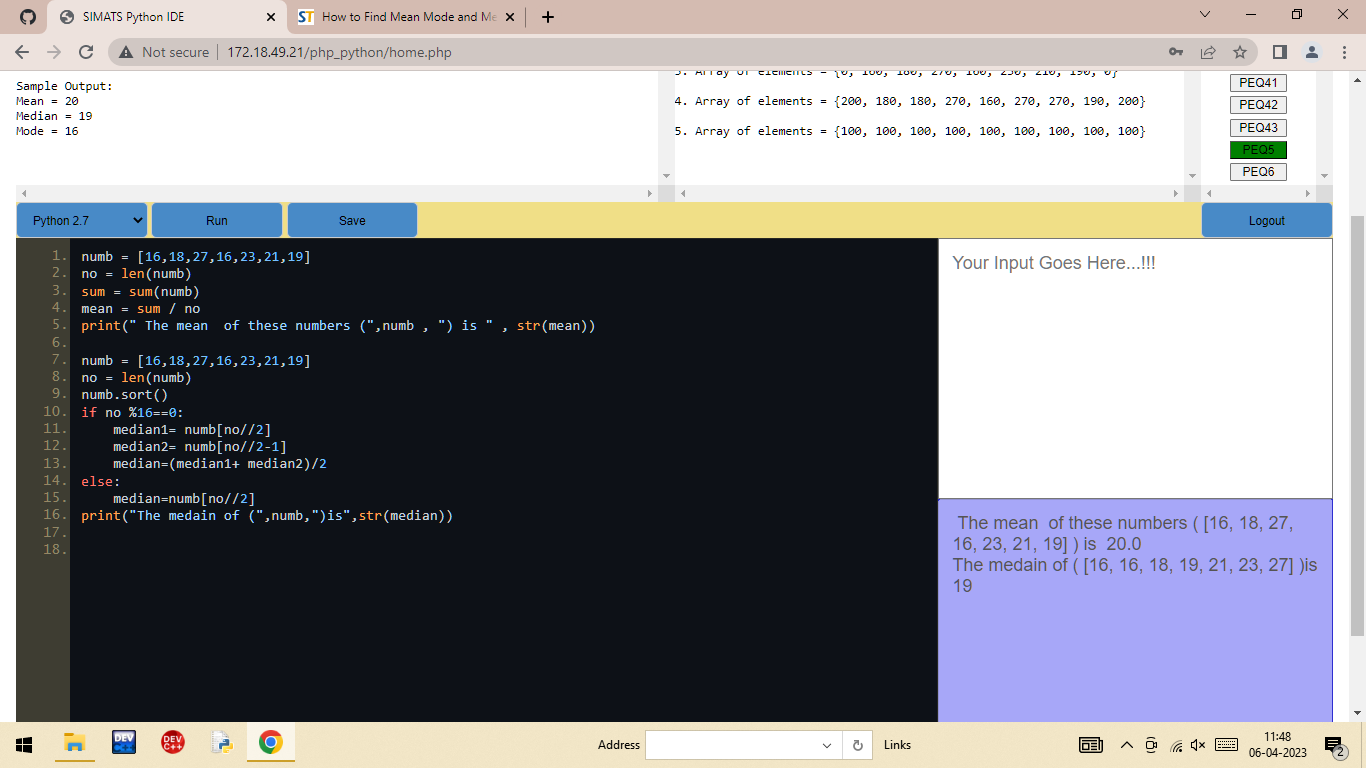 SIMATS Python IDE
How to Find Mean Mode and Me
Not secure
172.18.49.21/php_python/home.php
Sample Output:
Mean = 20
Median = 19
Mode = 16
3. Array of elements = {0, 160, 180, 270, 160, 230, 210, 190, 0}
4. Array of elements = {200, 180, 180, 270, 160, 270, 270, 190, 200}
5. Array of elements = {100, 100, 100, 100, 100, 100, 100, 100, 100}
PEQ41
PEQ42
PEQ43
PEQ5
PEQ6
Python 2.7
Run
Save
Logout
1. numb = [16,18,27,16,23,21,19]
2. no = len(numb)
3. sum = sum(numb)
4. mean = sum / no
5. print(" The mean  of these numbers (",numb , ") is " , str(mean))
6.
7. numb = [16,18,27,16,23,21,19]
8. no = len(numb)
9. numb.sort()
10. if no %16==0:
11.     median1= numb[no//2]
12.     median2= numb[no//2-1]
13.     median=(median1+ median2)/2
14. else:
15.     median=numb[no//2]
16. print("The medain of (",numb,")is",str(median))
17.
18.
Your Input Goes Here...!!!
The mean  of these numbers ( [16, 18, 27,
16, 23, 21, 19] ) is  20.0
The medain of ( [16, 16, 18, 19, 21, 23, 27] )is
19
DEV C++
DEV C++
Address
Links
11:48
06-04-2023
2